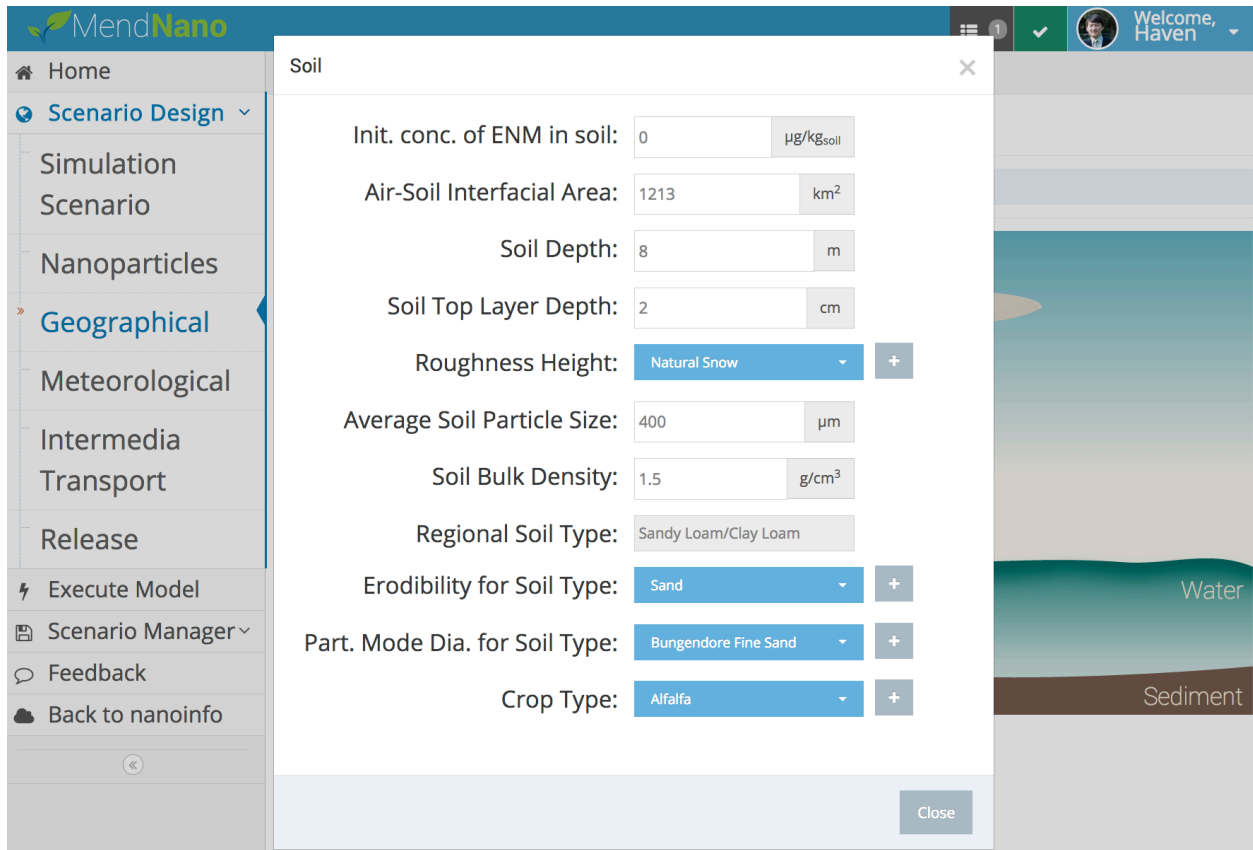 MendNano
1
Welcome,
Haven
Home
Scenario Design
Simulation
Scenario
Nanoparticles
Geographical
Meteorological
Intermedia
Transport
Release
Execute Model
Scenario Manager
Feedback
Back to nanoinfo
Soil
Init. conc. of ENM in soil: 0 µg/kgsoil
Air-Soil Interfacial Area: 1213 km2
Soil Depth: 8 m
Soil Top Layer Depth: 2 cm
Roughness Height: Natural Snow
Average Soil Particle Size: 400 µm
Soil Bulk Density: 1.5 g/cm3
Regional Soil Type: Sandy Loam/Clay Loam
Erodibility for Soil Type: Sand
Part. Mode Dia. for Soil Type: Bungendore Fine Sand
Crop Type: Alfalfa
Close
Water
Sediment